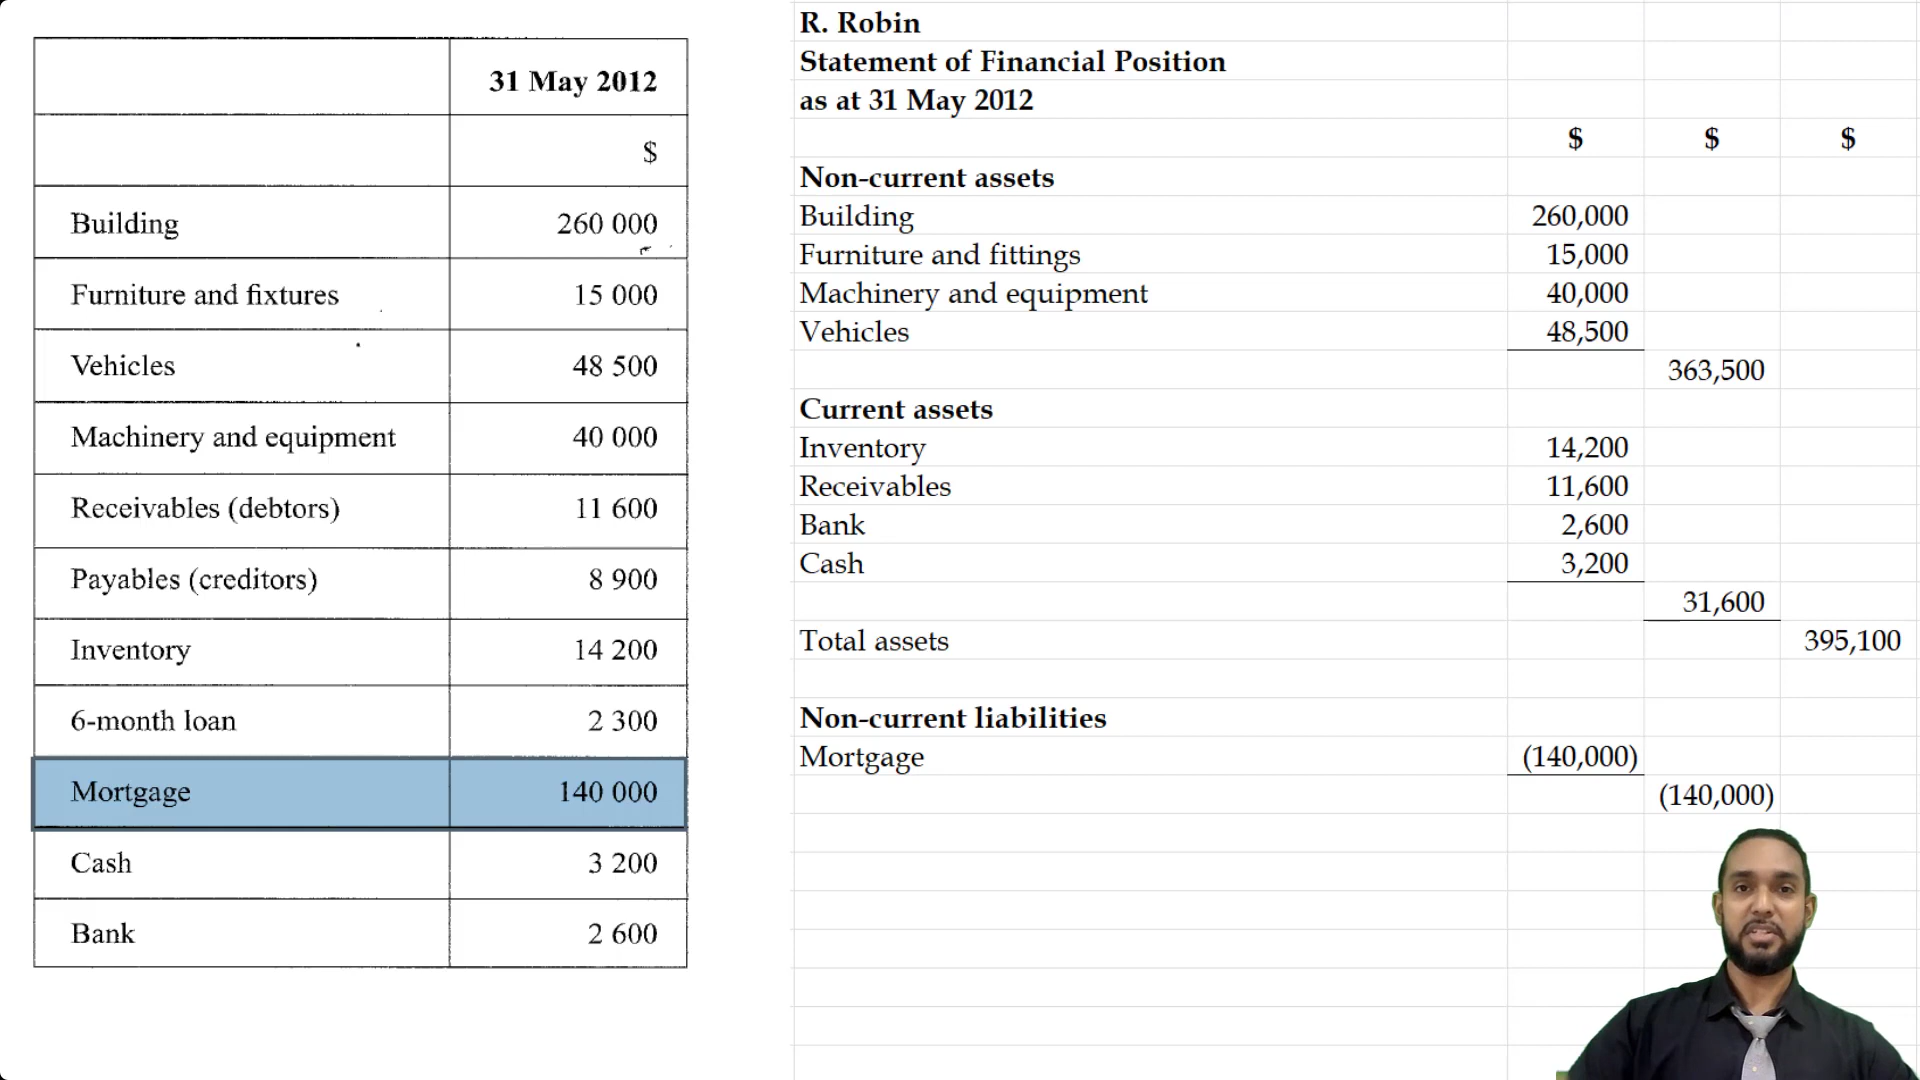 31 May 2012
$
Building 260 000
Furniture and fixtures 15 000
Vehicles 48 500
Machinery and equipment 40 000
Receivables (debtors) 11 600
Payables (creditors) 8 900
Inventory 14 200
6-month loan 2 300
Mortgage 140 000
Cash 3 200
Bank 2 600
R. Robin
Statement of Financial Position
as at 31 May 2012
$ $ $
Non-current assets
Building 260,000
Furniture and fittings 15,000
Machinery and equipment 40,000
Vehicles 48,500
363,500
Current assets
Inventory 14,200
Receivables 11,600
Bank 2,600
Cash 3,200
31,600
Total assets 395,100
Non-current liabilities
Mortgage (140,000)
(140,000)